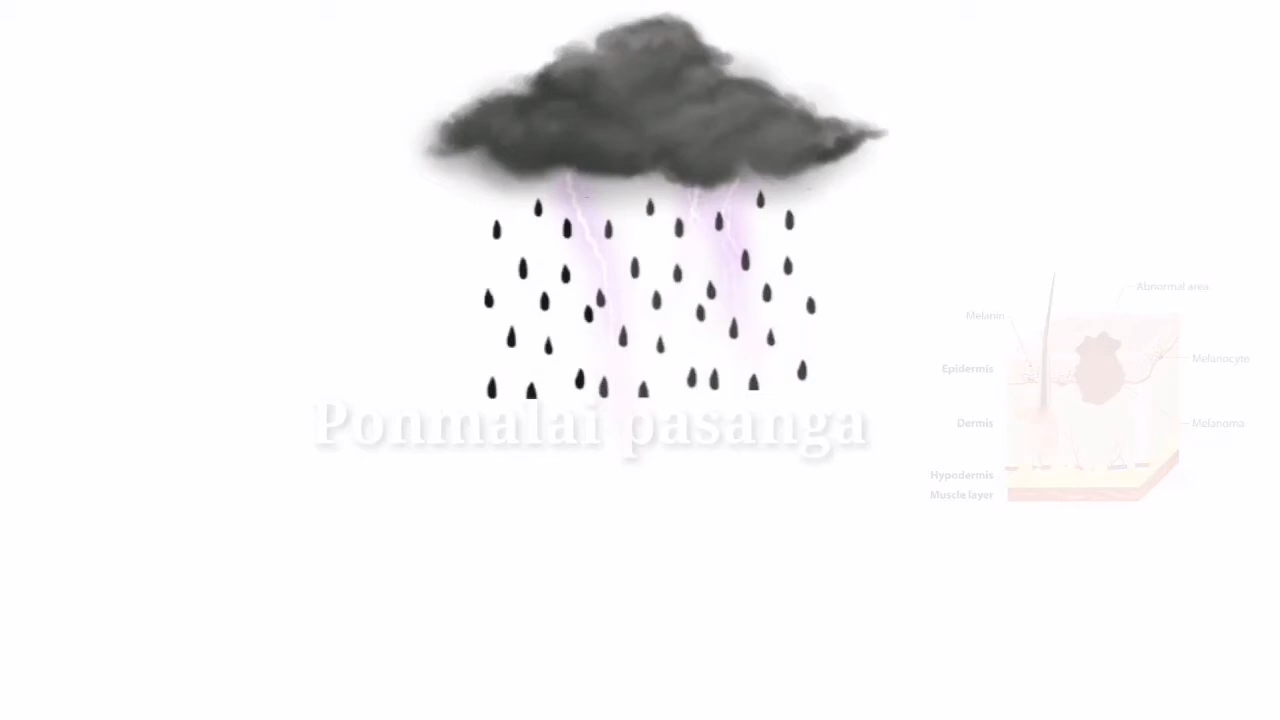 Ponmalai pasanga
Abnormal area
Melanin
Melanocyte
Epidermis
Dermis
Melanoma
Hypodermis
Muscle layer